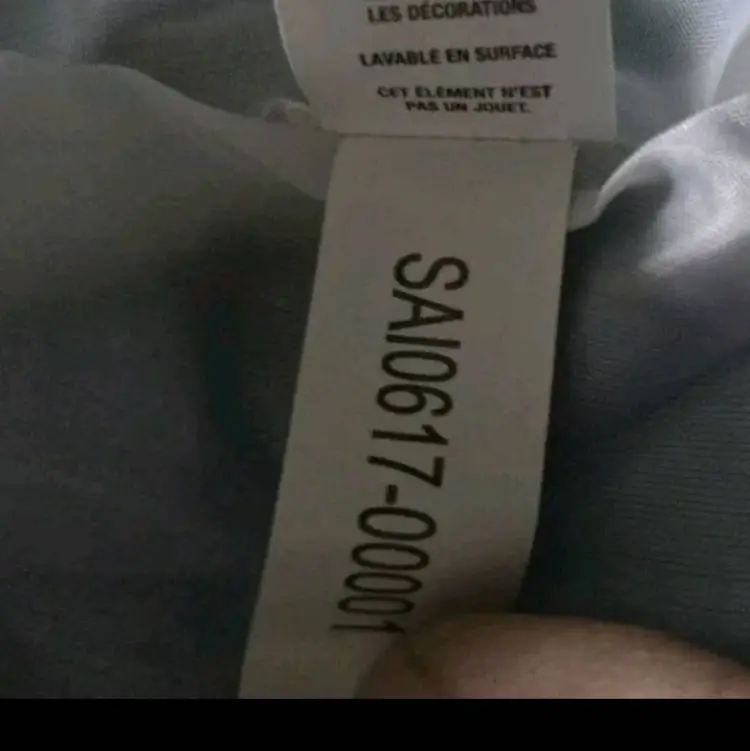 LES DÉCORATIONS
LAVABLE EN SURFACE
CET ÉLÉMENT N'EST
PAS UN JOUET.
SAI0617-00001